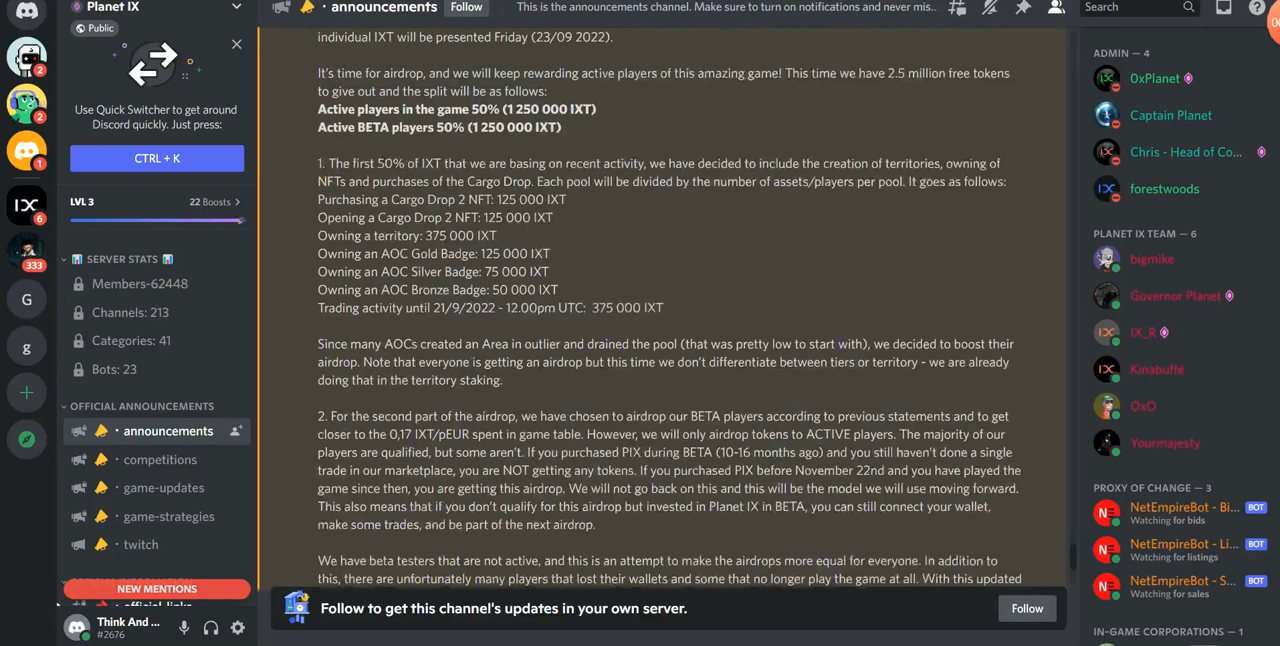 Planet IX
Public
Use Quick Switcher to get around
Discord quickly. Just press:
CTRL + K
LVL 3
22 Boosts
SERVER STATS
Members-62448
Channels: 213
Categories: 41
Bots: 23
OFFICIAL ANNOUNCEMENTS
announcements
competitions
game-updates
game-strategies
twitch
NEW MENTIONS
official-links
Think And ...
#2676
2
2
1
IX
6
333
G
g
announcements
Follow
This is the announcements channel. Make sure to turn on notifications and never mis...
Search
individual IXT will be presented Friday (23/09 2022).
It's time for airdrop, and we will keep rewarding active players of this amazing game! This time we have 2.5 million free tokens
to give out and the split will be as follows:
Active players in the game 50% (1 250 000 IXT)
Active BETA players 50% (1 250 000 IXT)
1. The first 50% of IXT that we are basing on recent activity, we have decided to include the creation of territories, owning of
NFTs and purchases of the Cargo Drop. Each pool will be divided by the number of assets/players per pool. It goes as follows:
Purchasing a Cargo Drop 2 NFT: 125 000 IXT
Opening a Cargo Drop 2 NFT: 125 000 IXT
Owning a territory: 375 000 IXT
Owning an AOC Gold Badge: 125 000 IXT
Owning an AOC Silver Badge: 75 000 IXT
Owning an AOC Bronze Badge: 50 000 IXT
Trading activity until 21/9/2022 - 12.00pm UTC: 375 000 IXT
Since many AOCs created an Area in outlier and drained the pool (that was pretty low to start with), we decided to boost their
airdrop. Note that everyone is getting an airdrop but this time we don't differentiate between tiers or territory - we are already
doing that in the territory staking.
2. For the second part of the airdrop, we have chosen to airdrop our BETA players according to previous statements and to get
closer to the 0,17 IXT/pEUR spent in game table. However, we will only airdrop tokens to ACTIVE players. The majority of our
players are qualified, but some aren't. If you purchased PIX during BETA (10-16 months ago) and you still haven't done a single
trade in our marketplace, you are NOT getting any tokens. If you purchased PIX before November 22nd and you have played the
game since then, you are getting this airdrop. We will not go back on this and this will be the model we will use moving forward.
This also means that if you don't qualify for this airdrop but invested in Planet IX in BETA, you can still connect your wallet,
make some trades, and be part of the next airdrop.
We have beta testers that are not active, and this is an attempt to make the airdrops more equal for everyone. In addition to
this, there are unfortunately many players that lost their wallets and some that no longer play the game at all. With this updated
Follow to get this channel's updates in your own server.
Follow
ADMIN — 4
0xPlanet
Captain Planet
Chris - Head of Co...
forestwoods
PLANET IX TEAM — 6
bigmike
Governor Planet
IX_R
Kinabuffé
OxO
Yourmajesty
PROXY OF CHANGE — 3
NetEmpireBot - Bi... BOT
Watching for bids
NetEmpireBot - Li... BOT
Watching for listings
NetEmpireBot - S... BOT
Watching for sales
IN-GAME CORPORATIONS — 1